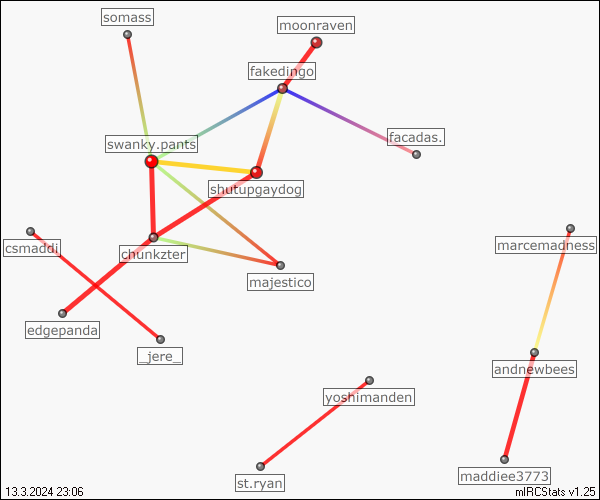 somass
moonraven
fakedingo
swanky.pants
facadas.
shutupgaydog
csmaddi
chunkzter
marcemadness
majestico
edgepanda
_jere_
andnewbees
yoshimanden
st.ryan
maddiee3773
13.3.2024 23:06
mIRCStats v1.25